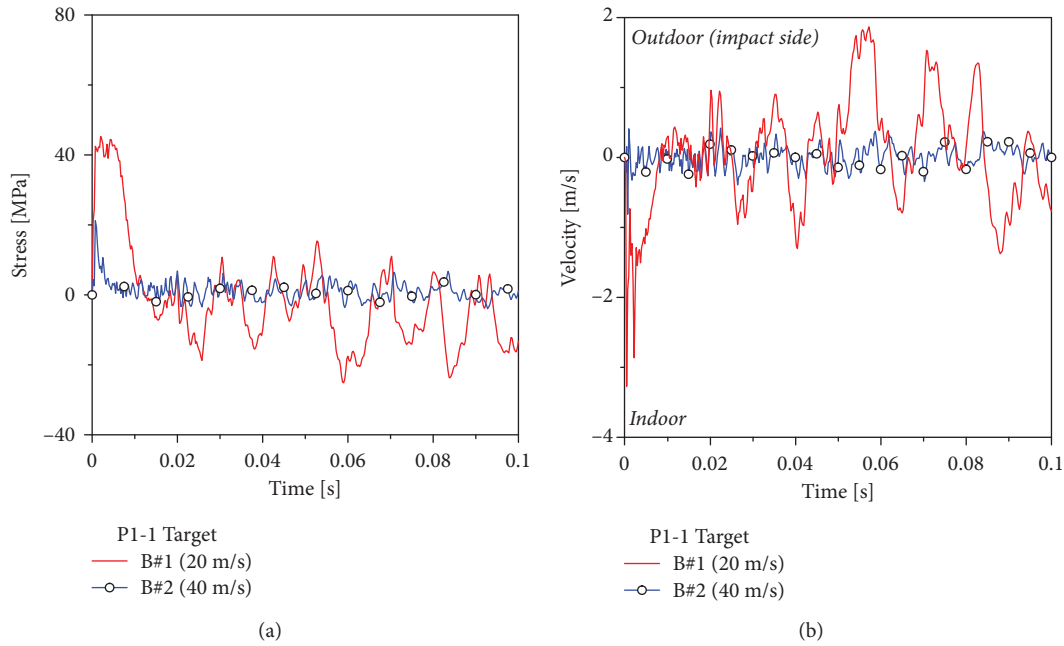 80
40
0
−40
Stress [MPa]
0
0.02
0.04
0.06
0.08
0.1
Time [s]
P1-1 Target
B#1 (20 m/s)
B#2 (40 m/s)
(a)
2
0
−2
−4
Velocity [m/s]
Outdoor (impact side)
Indoor
0
0.02
0.04
0.06
0.08
0.1
Time [s]
P1-1 Target
B#1 (20 m/s)
B#2 (40 m/s)
(b)